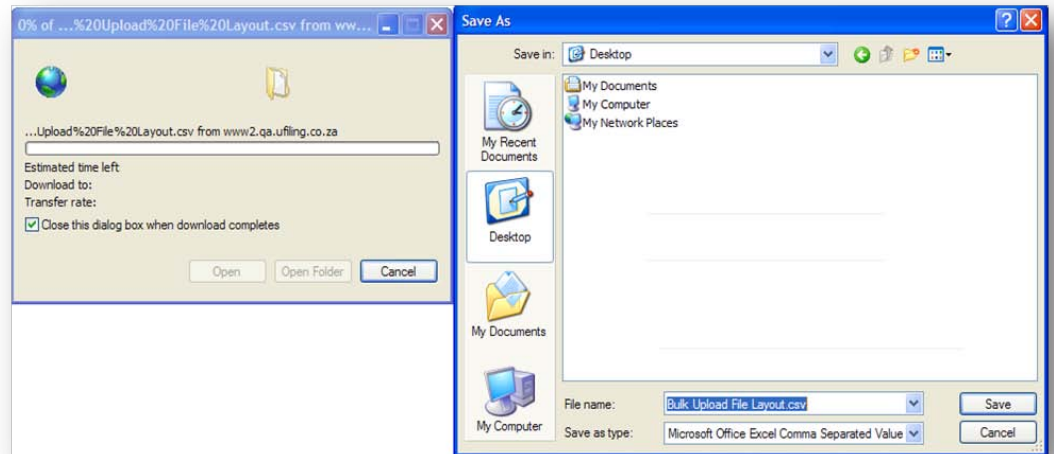 0% of ...%20Upload%20File%20Layout.csv from ww...
...Upload%20File%20Layout.csv from www2.qa.ufiling.co.za
Estimated time left
Download to:
Transfer rate:
Close this dialog box when download completes
Open
Open Folder
Cancel
Save As
Save in:
Desktop
My Recent
Documents
Desktop
My Documents
My Computer
My Documents
My Computer
My Network Places
File name:
Bulk Upload File Layout.csv
Save
Save as type:
Microsoft Office Excel Comma Separated Value
Cancel